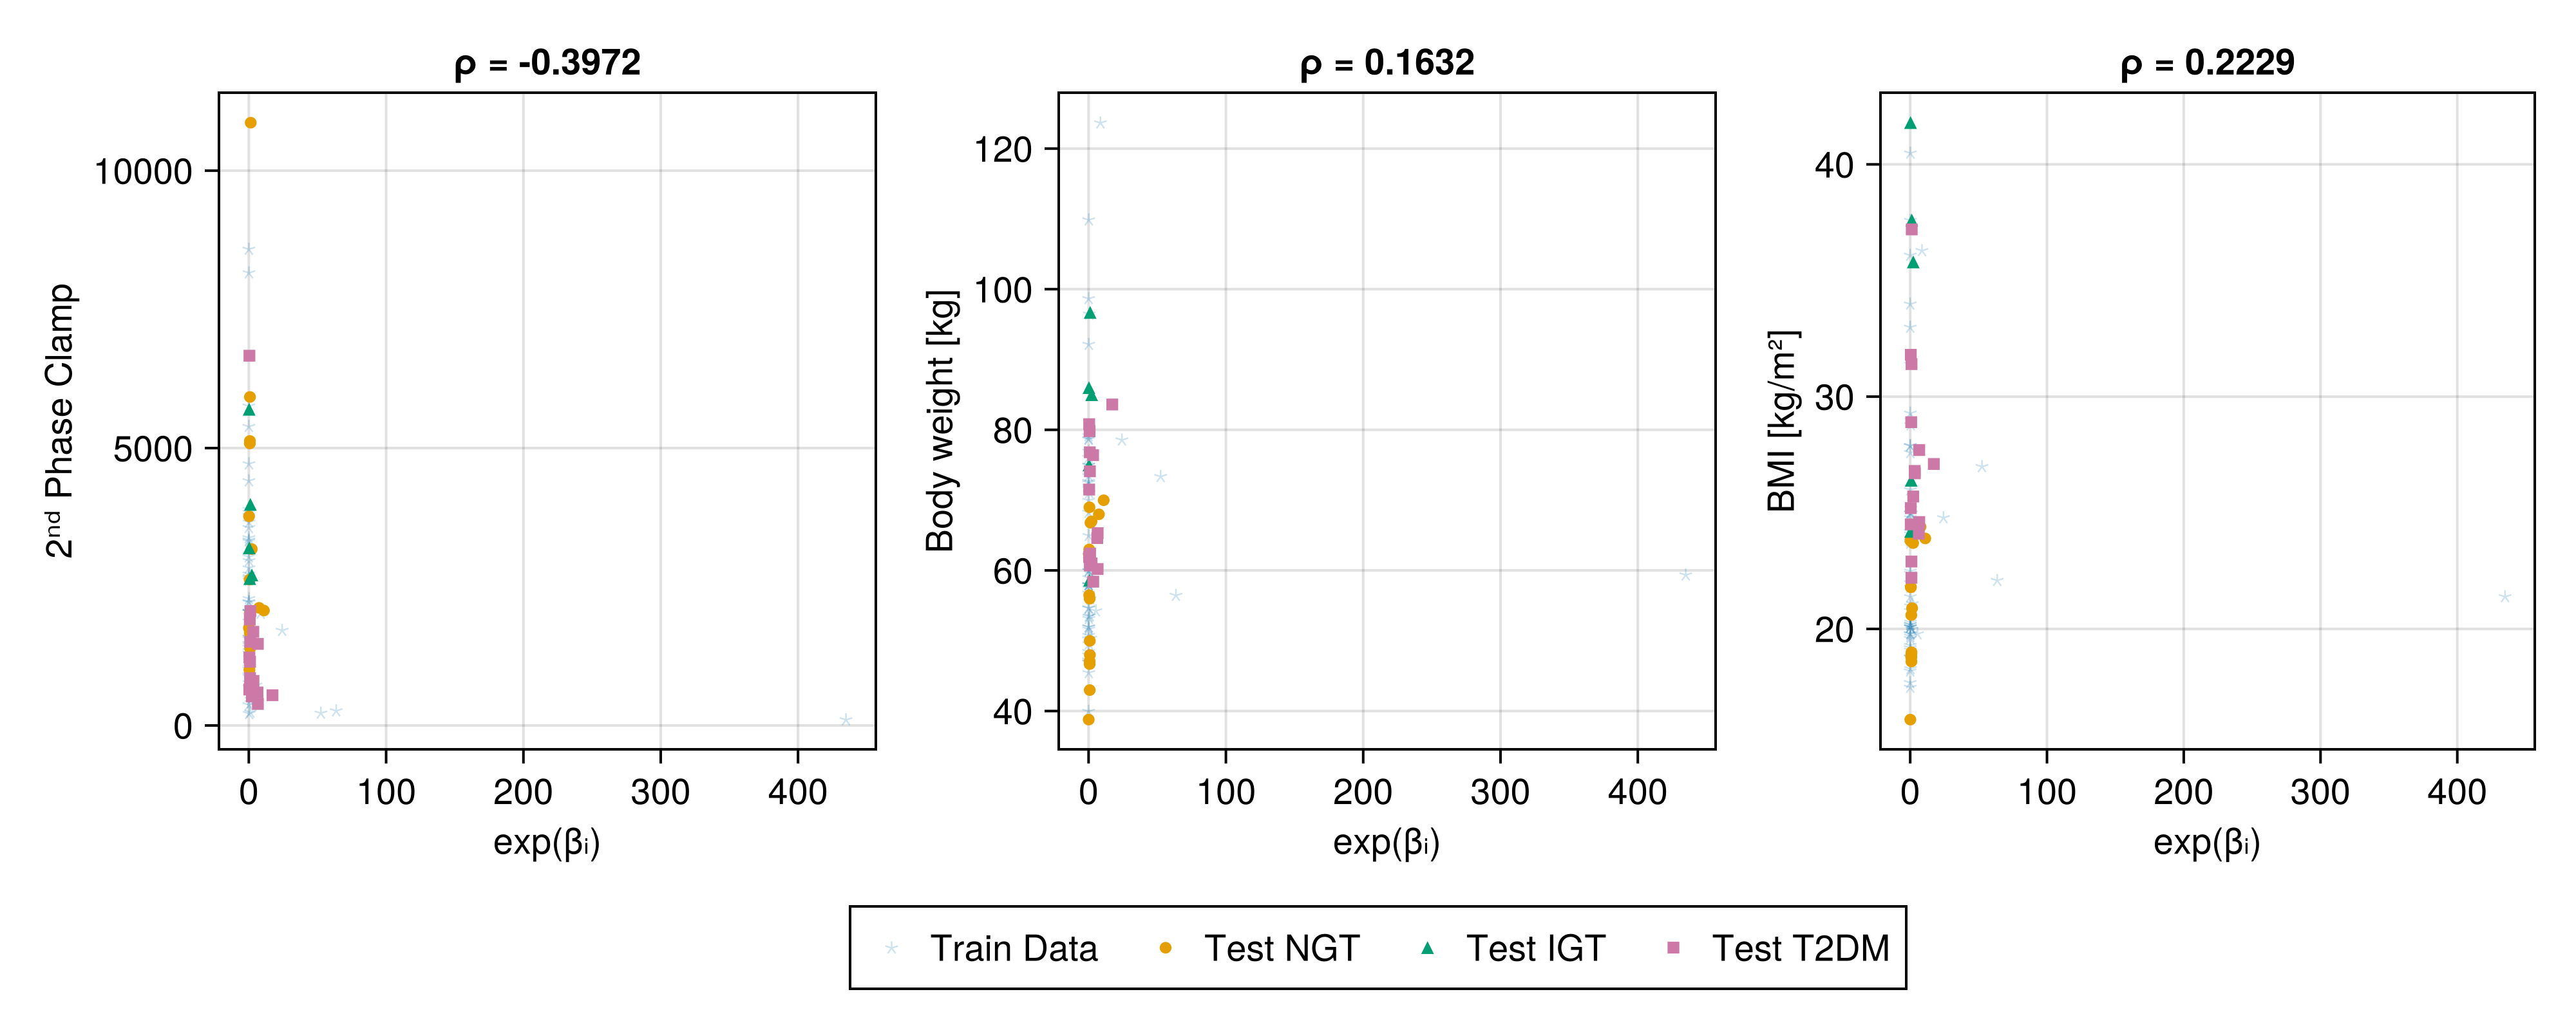 ρ = -0.3972
2ⁿᵈ Phase Clamp
10000
5000
0
0 100 200 300 400
exp(βᵢ)
ρ = 0.1632
Body weight [kg]
120
100
80
60
40
0 100 200 300 400
exp(βᵢ)
ρ = 0.2229
BMI [kg/m²]
40
30
20
0 100 200 300 400
exp(βᵢ)
Train Data Test NGT Test IGT Test T2DM